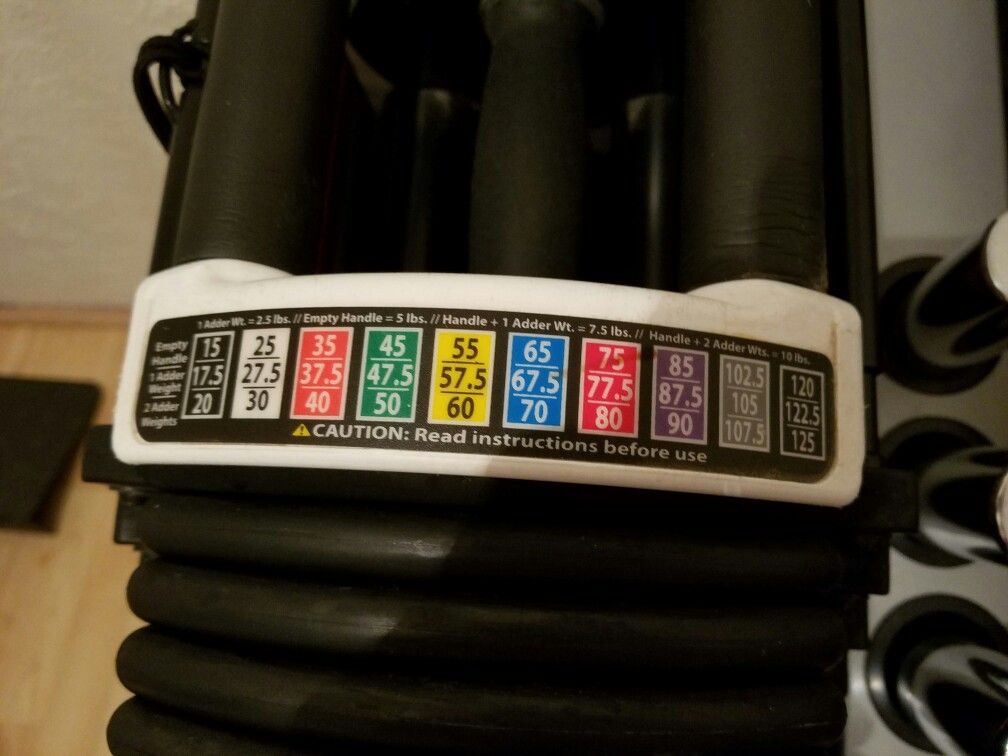 1 Adder Wt. = 2.5 lbs. // Empty Handle = 5 lbs. // Handle + 1 Adder Wt. = 7.5 lbs. // Handle + 2 Adder Wts. = 10 lbs.
Empty Handle 15 25 35 45 55 65 75 85 102.5 120
1 Adder Weight 17.5 27.5 37.5 47.5 57.5 67.5 77.5 87.5 105 122.5
2 Adder Weights 20 30 40 50 60 70 80 90 107.5 125
CAUTION: Read instructions before use